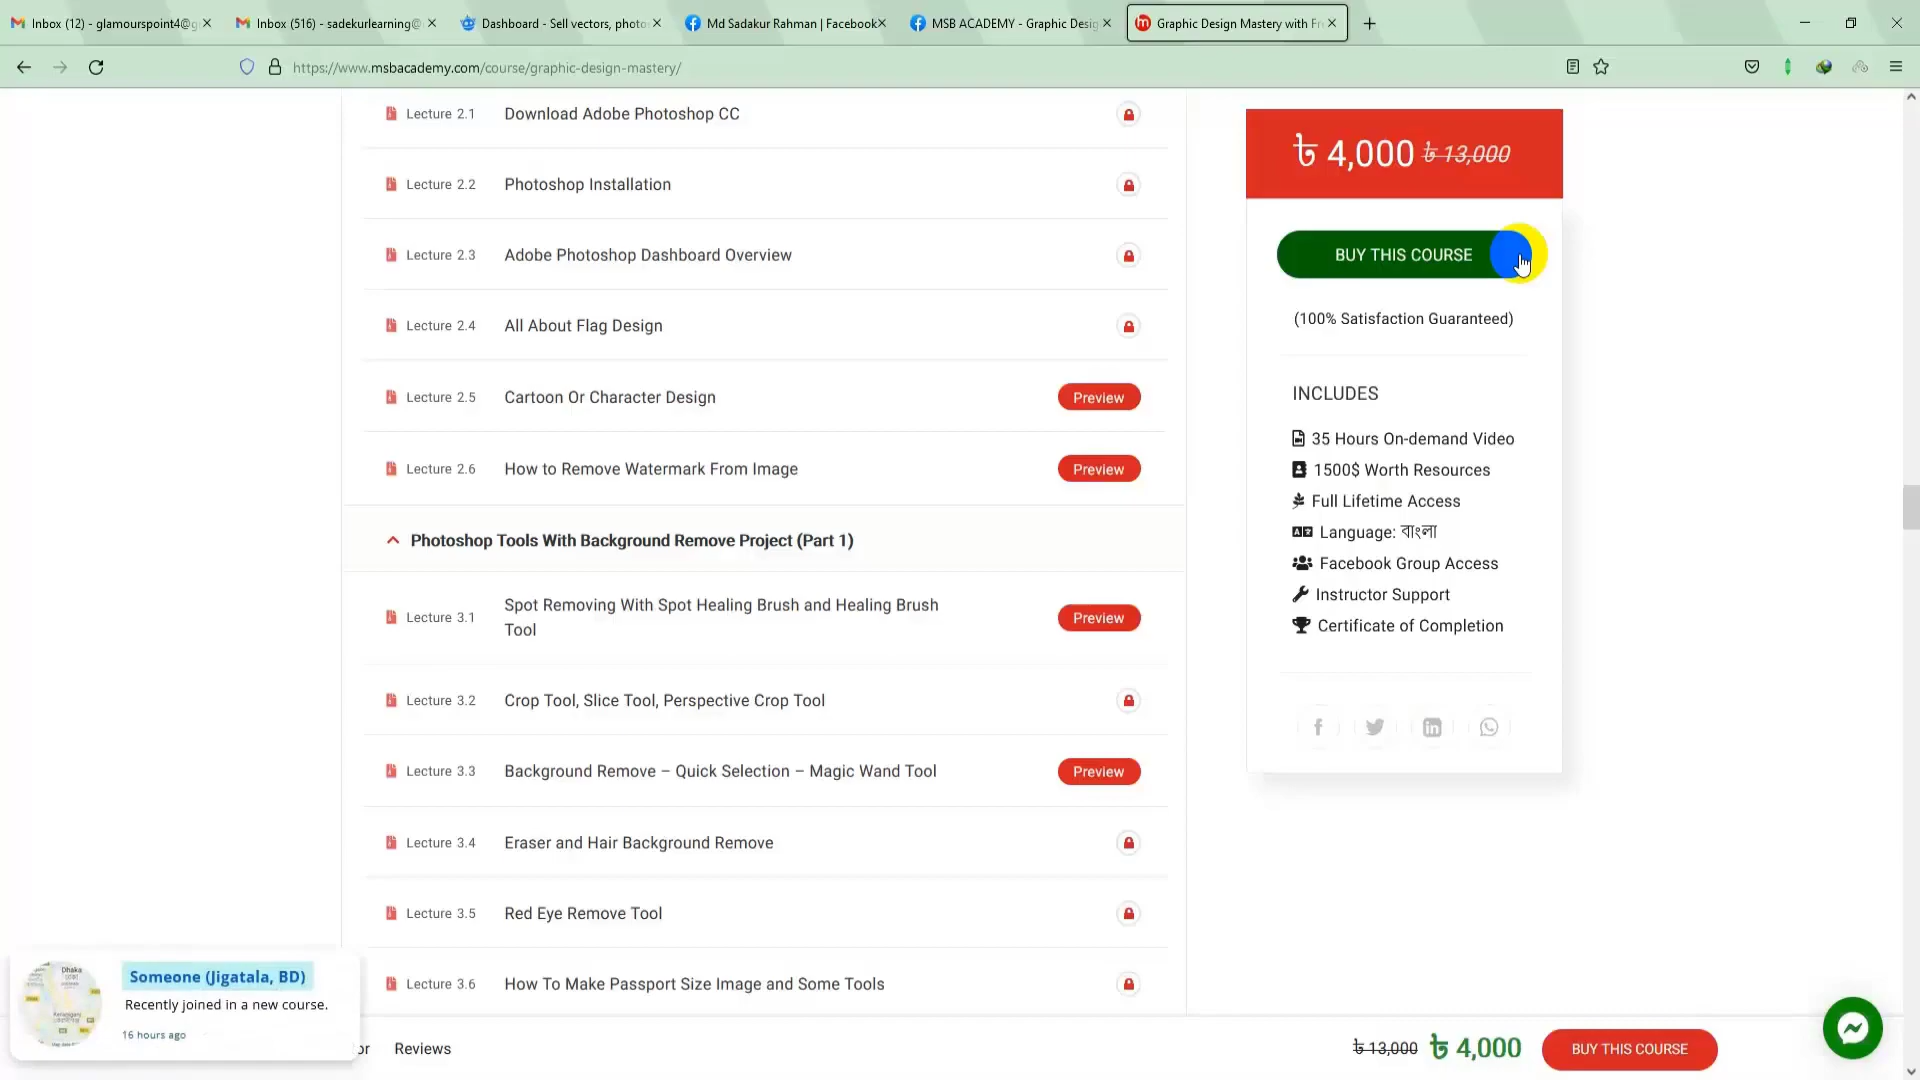 Inbox (12) - glamourspoint4@g
Inbox (516) - sadekurlearning@
Dashboard - Sell vectors, photo
Md Sadakur Rahman | Facebook
MSB ACADEMY - Graphic Desig
Graphic Design Mastery with Fr
https://www.msbacademy.com/course/graphic-design-mastery/
Lecture 2.1 Download Adobe Photoshop CC
Lecture 2.2 Photoshop Installation
Lecture 2.3 Adobe Photoshop Dashboard Overview
Lecture 2.4 All About Flag Design
Lecture 2.5 Cartoon Or Character Design Preview
Lecture 2.6 How to Remove Watermark From Image Preview
Photoshop Tools With Background Remove Project (Part 1)
Lecture 3.1 Spot Removing With Spot Healing Brush and Healing Brush
Tool Preview
Lecture 3.2 Crop Tool, Slice Tool, Perspective Crop Tool
Lecture 3.3 Background Remove – Quick Selection – Magic Wand Tool Preview
Lecture 3.4 Eraser and Hair Background Remove
Lecture 3.5 Red Eye Remove Tool
Lecture 3.6 How To Make Passport Size Image and Some Tools
৳ 4,000 ৳ 13,000
BUY THIS COURSE
(100% Satisfaction Guaranteed)
INCLUDES
35 Hours On-demand Video
1500$ Worth Resources
Full Lifetime Access
Language: বাংলা
Facebook Group Access
Instructor Support
Certificate of Completion
Dhaka
Someone (Jigatala, BD)
Recently joined in a new course.
16 hours ago
or Reviews
৳ 13,000 ৳ 4,000 BUY THIS COURSE